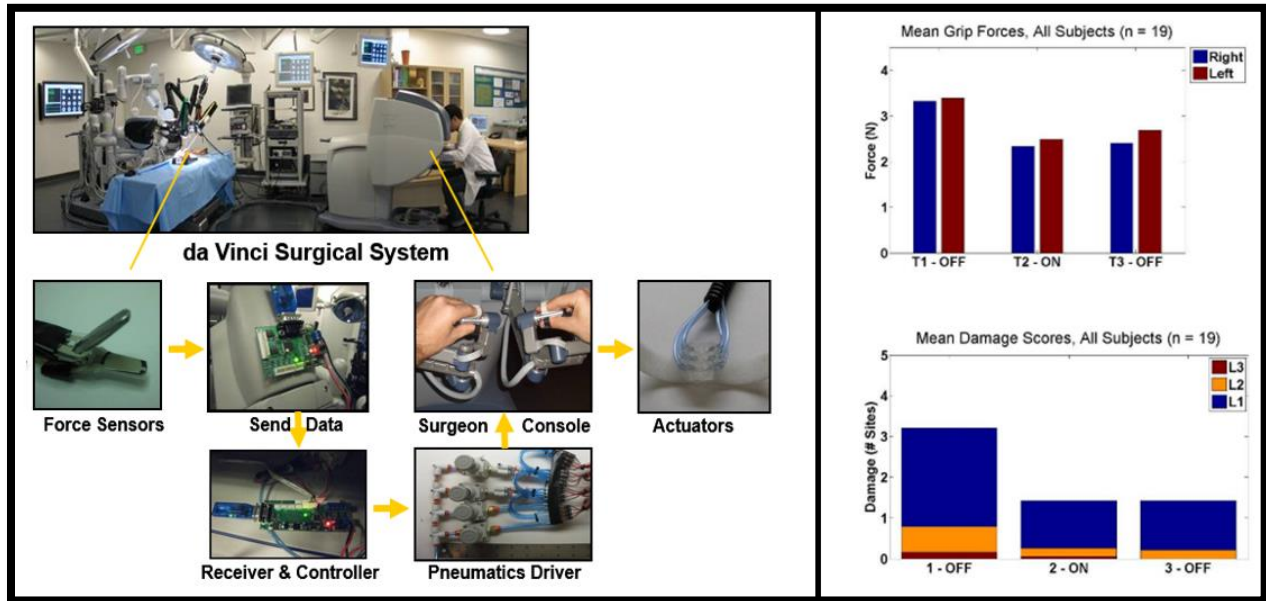 da Vinci Surgical System
Force Sensors
Send Data
Surgeon Console
Actuators
Receiver & Controller
Pneumatics Driver
Mean Grip Forces, All Subjects (n = 19)
Right
Left
Force (N)
4
3
2
1
0
T1 - OFF
T2 - ON
T3 - OFF
Mean Damage Scores, All Subjects (n = 19)
L3
L2
L1
Damage (# Sites)
5
4
3
2
1
0
1 - OFF
2 - ON
3 - OFF